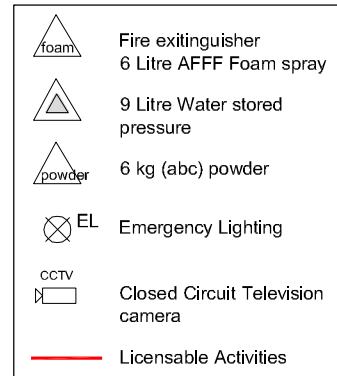 foam
Fire exitinguisher
6 Litre AFFF Foam spray
9 Litre Water stored
pressure
powder
6 kg (abc) powder
EL
Emergency Lighting
CCTV
Closed Circuit Television
camera
Licensable Activities